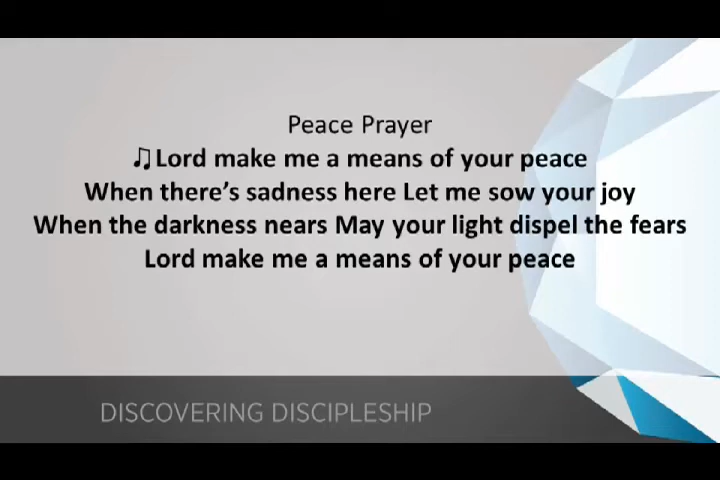 Peace Prayer
♫Lord make me a means of your peace
When there’s sadness here Let me sow your joy
When the darkness nears May your light dispel the fears
Lord make me a means of your peace
DISCOVERING DISCIPLESHIP